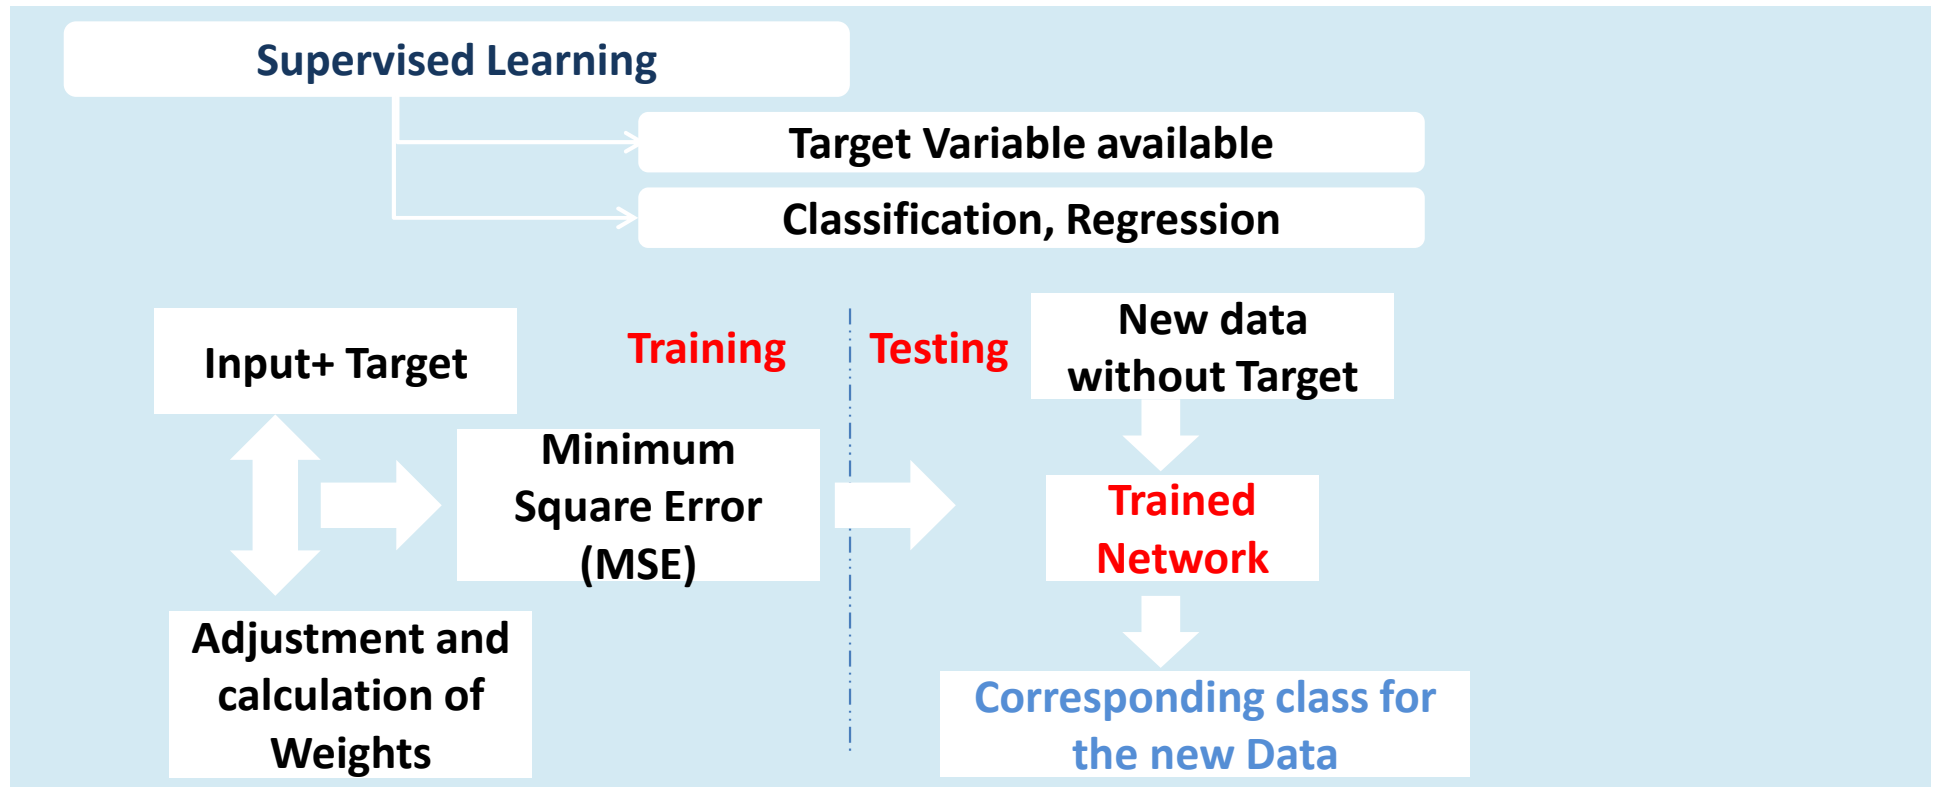 Supervised Learning
Target Variable available
Classification, Regression
Input+ Target
Training
Testing
New data
without Target
Minimum
Square Error
(MSE)
Trained
Network
Adjustment and
calculation of
Weights
Corresponding class for
the new Data